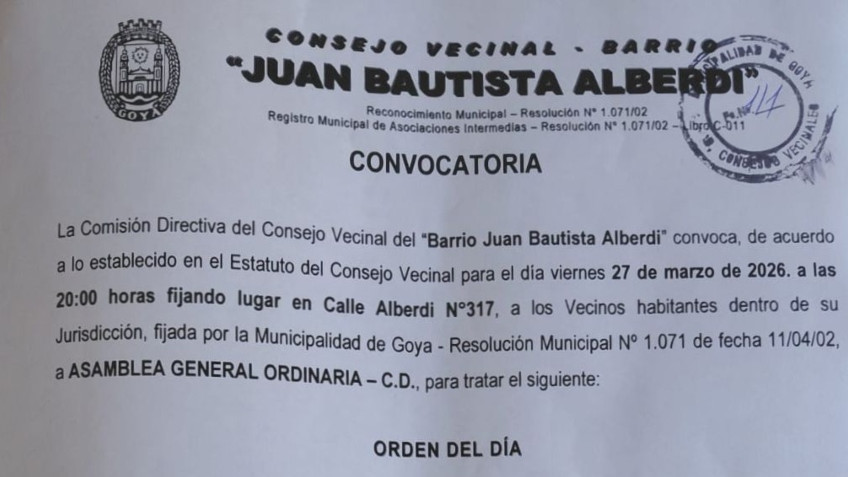 GOYA
CONSEJO VECINAL - BARRIO
"JUAN BAUTISTA ALBERDI"
Reconocimiento Municipal – Resolución N° 1.071/02
Registro Municipal de Asociaciones Intermedias – Resolución N° 1.071/02 – Libro C-011
CONVOCATORIA
La Comisión Directiva del Consejo Vecinal del "Barrio Juan Bautista Alberdi" convoca, de acuerdo
a lo establecido en el Estatuto del Consejo Vecinal para el día viernes 27 de marzo de 2026. a las
20:00 horas fijando lugar en Calle Alberdi N°317, a los Vecinos habitantes dentro de su
Jurisdicción, fijada por la Municipalidad de Goya - Resolución Municipal Nº 1.071 de fecha 11/04/02,
a ASAMBLEA GENERAL ORDINARIA – C.D., para tratar el siguiente:
ORDEN DEL DÍA
DE GOYA
CONSEJOS VECINALES